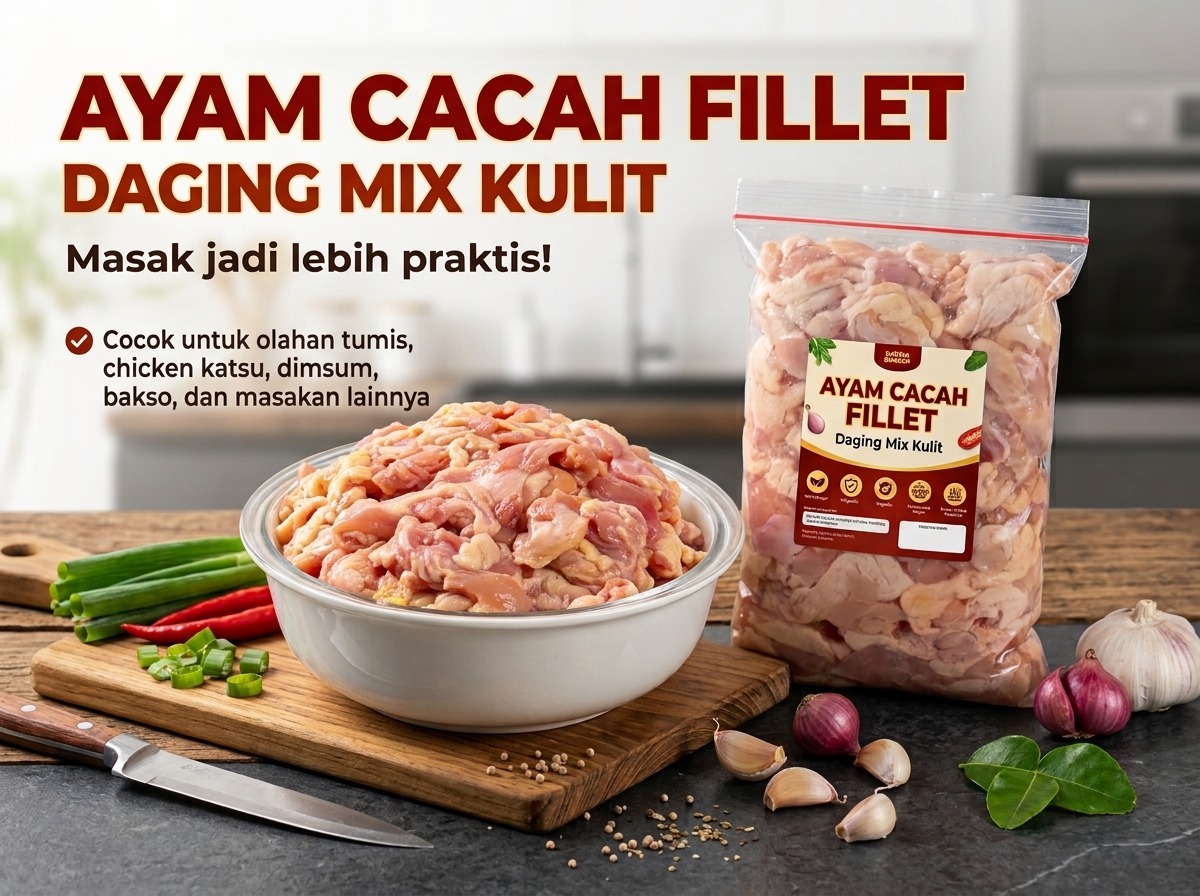 AYAM CACAH FILLET
DAGING MIX KULIT
Masak jadi lebih praktis!
Cocok untuk olahan tumis,
chicken katsu, dimsum,
bakso, dan masakan lainnya
AYAM CACAH
FILLET
Daging Mix Kulit